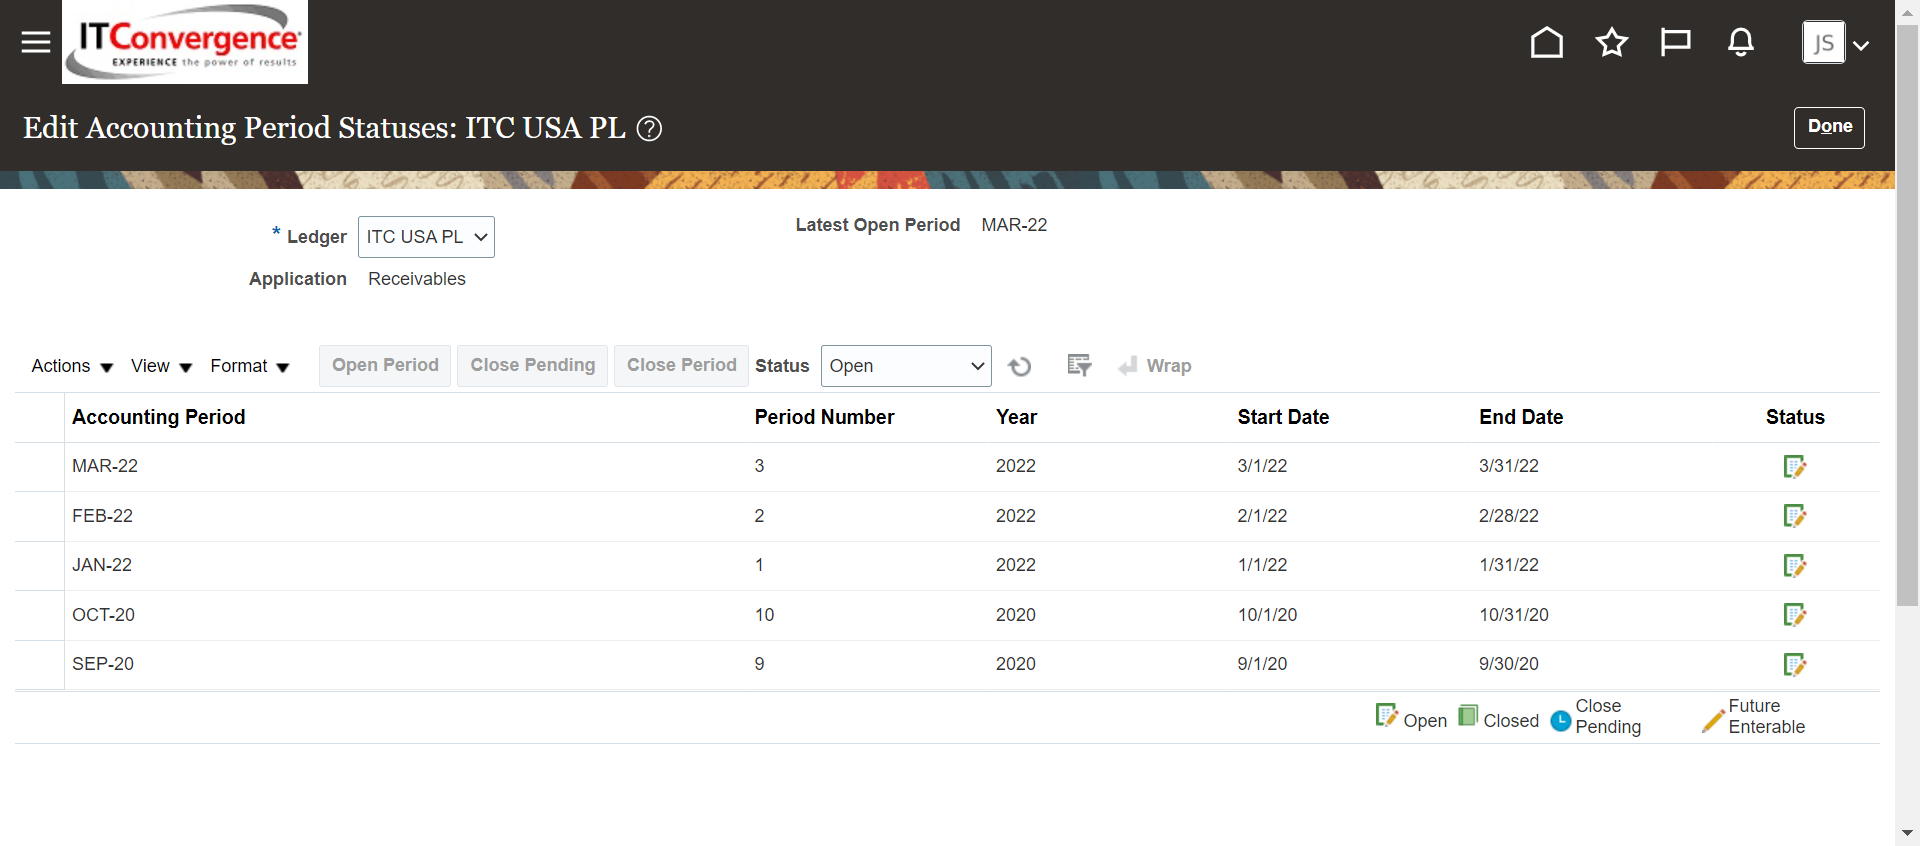 ITConvergence
EXPERIENCE the power of results
JS
Edit Accounting Period Statuses: ITC USA PL ?
Done
* Ledger ITC USA PL
Latest Open Period MAR-22
Application Receivables
Actions View Format Open Period Close Pending Close Period Status Open Wrap
Accounting Period Period Number Year Start Date End Date Status
MAR-22 3 2022 3/1/22 3/31/22
FEB-22 2 2022 2/1/22 2/28/22
JAN-22 1 2022 1/1/22 1/31/22
OCT-20 10 2020 10/1/20 10/31/20
SEP-20 9 2020 9/1/20 9/30/20
Open Closed Close Pending Future Enterable